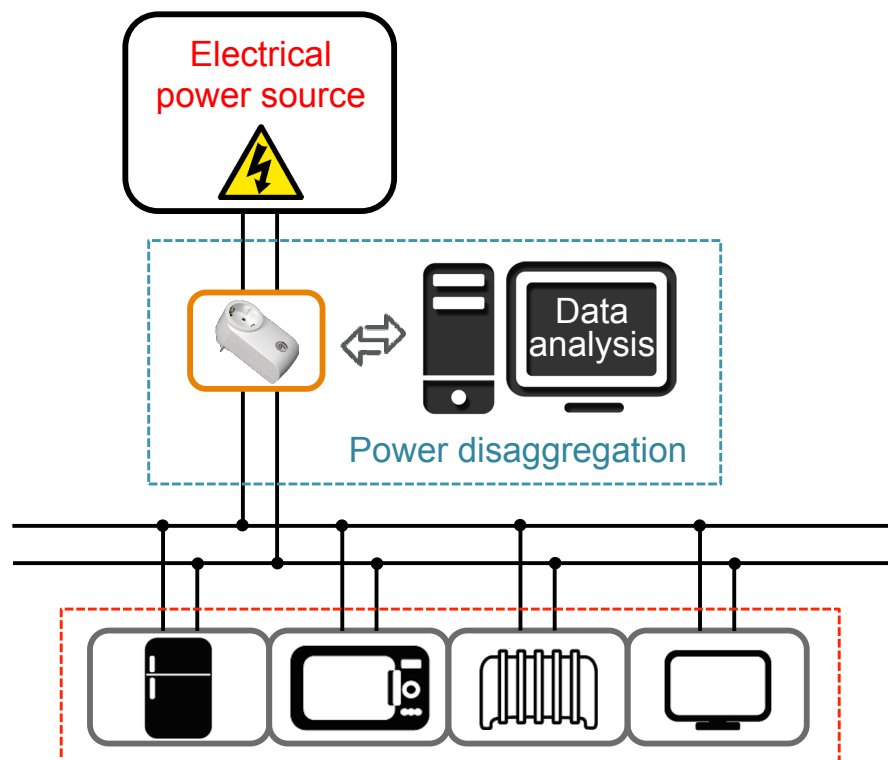 Electrical
power source
Data
analysis
Power disaggregation